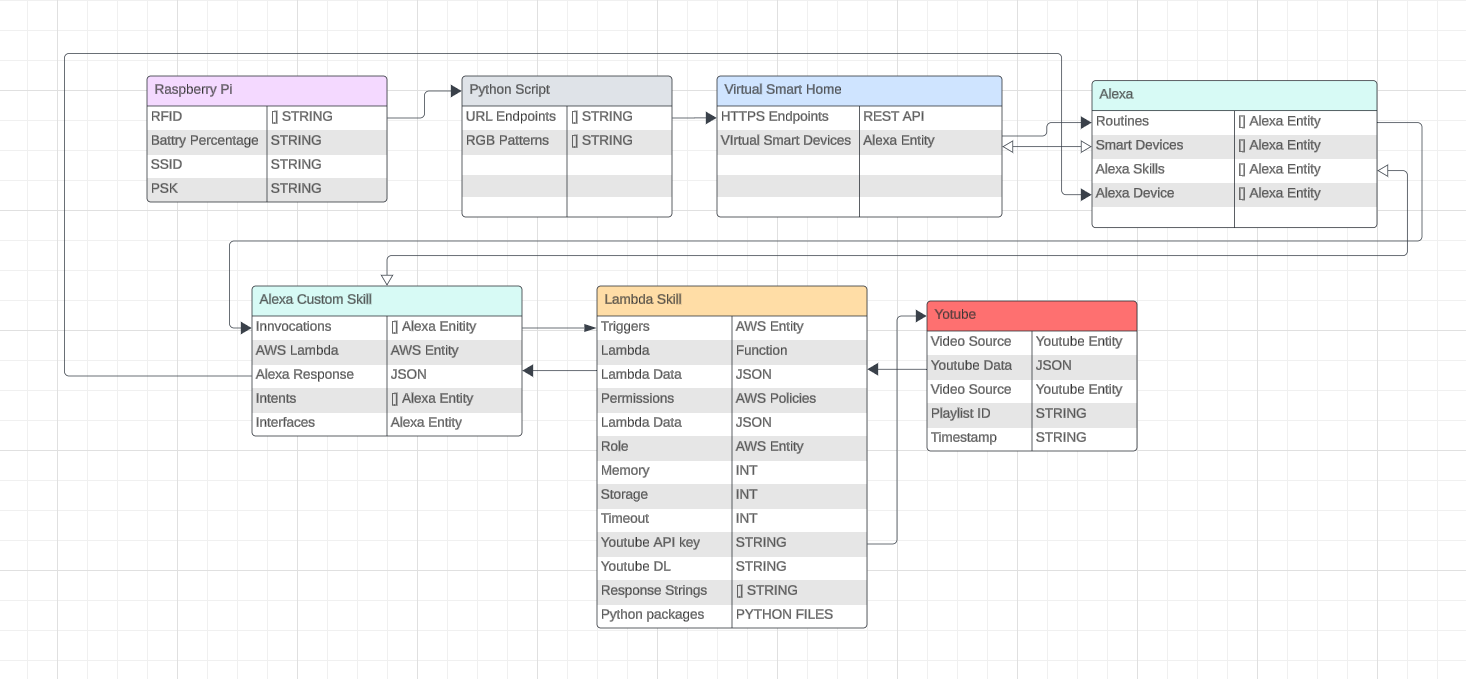 Raspberry Pi
RFID [] STRING
Battry Percentage STRING
SSID STRING
PSK STRING
Python Script
URL Endpoints [] STRING
RGB Patterns [] STRING
Virtual Smart Home
HTTPS Endpoints REST API
VIrtual Smart Devices Alexa Entity
Alexa
Routines [] Alexa Entity
Smart Devices [] Alexa Entity
Alexa Skills [] Alexa Entity
Alexa Device [] Alexa Entity
Alexa Custom Skill
Innvocations [] Alexa Enitity
AWS Lambda AWS Entity
Alexa Response JSON
Intents [] Alexa Entity
Interfaces Alexa Entity
Lambda Skill
Triggers AWS Entity
Lambda Function
Lambda Data JSON
Permissions AWS Policies
Lambda Data JSON
Role AWS Entity
Memory INT
Storage INT
Timeout INT
Youtube API key STRING
Youtube DL STRING
Response Strings [] STRING
Python packages PYTHON FILES
Yotube
Video Source Youtube Entity
Youtube Data JSON
Video Source Youtube Entity
Playlist ID STRING
Timestamp STRING